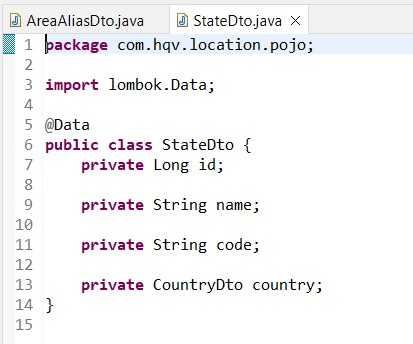 AreaAliasDto.java StateDto.java
1 package com.hqv.location.pojo;
2
3 import lombok.Data;
4
5 @Data
6 public class StateDto {
7 private Long id;
8
9 private String name;
10
11 private String code;
12
13 private CountryDto country;
14 }
15